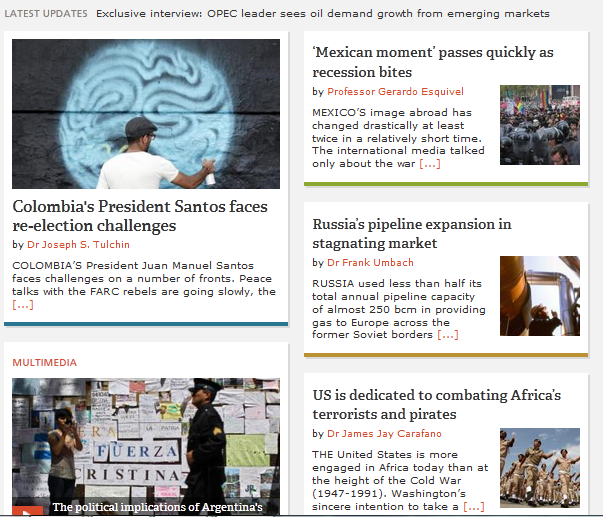 LATEST UPDATES Exclusive interview: OPEC leader sees oil demand growth from emerging markets
Colombia's President Santos faces
re-election challenges
by Dr Joseph S. Tulchin
COLOMBIA'S President Juan Manuel Santos
faces challenges on a number of fronts. Peace
talks with the FARC rebels are going slowly, the
[...]
MULTIMEDIA
FUERZA
CRISTINA
The political implications of Argentina's
‘Mexican moment’ passes quickly as
recession bites
by Professor Gerardo Esquivel
MEXICO’S image abroad has
changed drastically at least
twice in a relatively short time.
The international media talked
only about the war [...]
Russia’s pipeline expansion in
stagnating market
by Dr Frank Umbach
RUSSIA used less than half its
total annual pipeline capacity
of almost 250 bcm in providing
gas to Europe across the
former Soviet borders [...]
US is dedicated to combating Africa’s
terrorists and pirates
by Dr James Jay Carafano
THE United States is more
engaged in Africa today than at
the height of the Cold War
(1947-1991). Washington’s
sincere intention to take a [...]